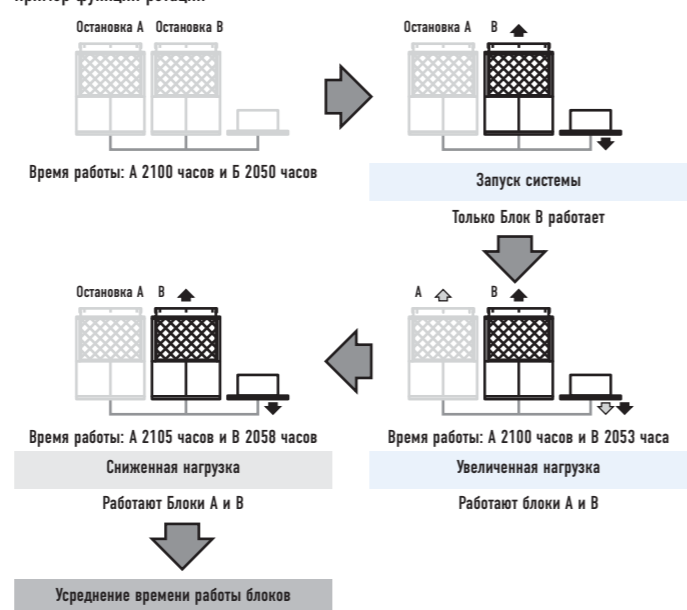 Пример функции ротации
Остановка А Остановка В
Время работы: А 2100 часов и Б 2050 часов
Остановка А В
Запуск системы
Только Блок В работает
А В
Время работы: А 2100 часов и В 2053 часа
Увеличенная нагрузка
Работают блоки А и В
Остановка А В
Время работы: А 2105 часов и В 2058 часов
Сниженная нагрузка
Работают Блоки А и В
Усреднение времени работы блоков